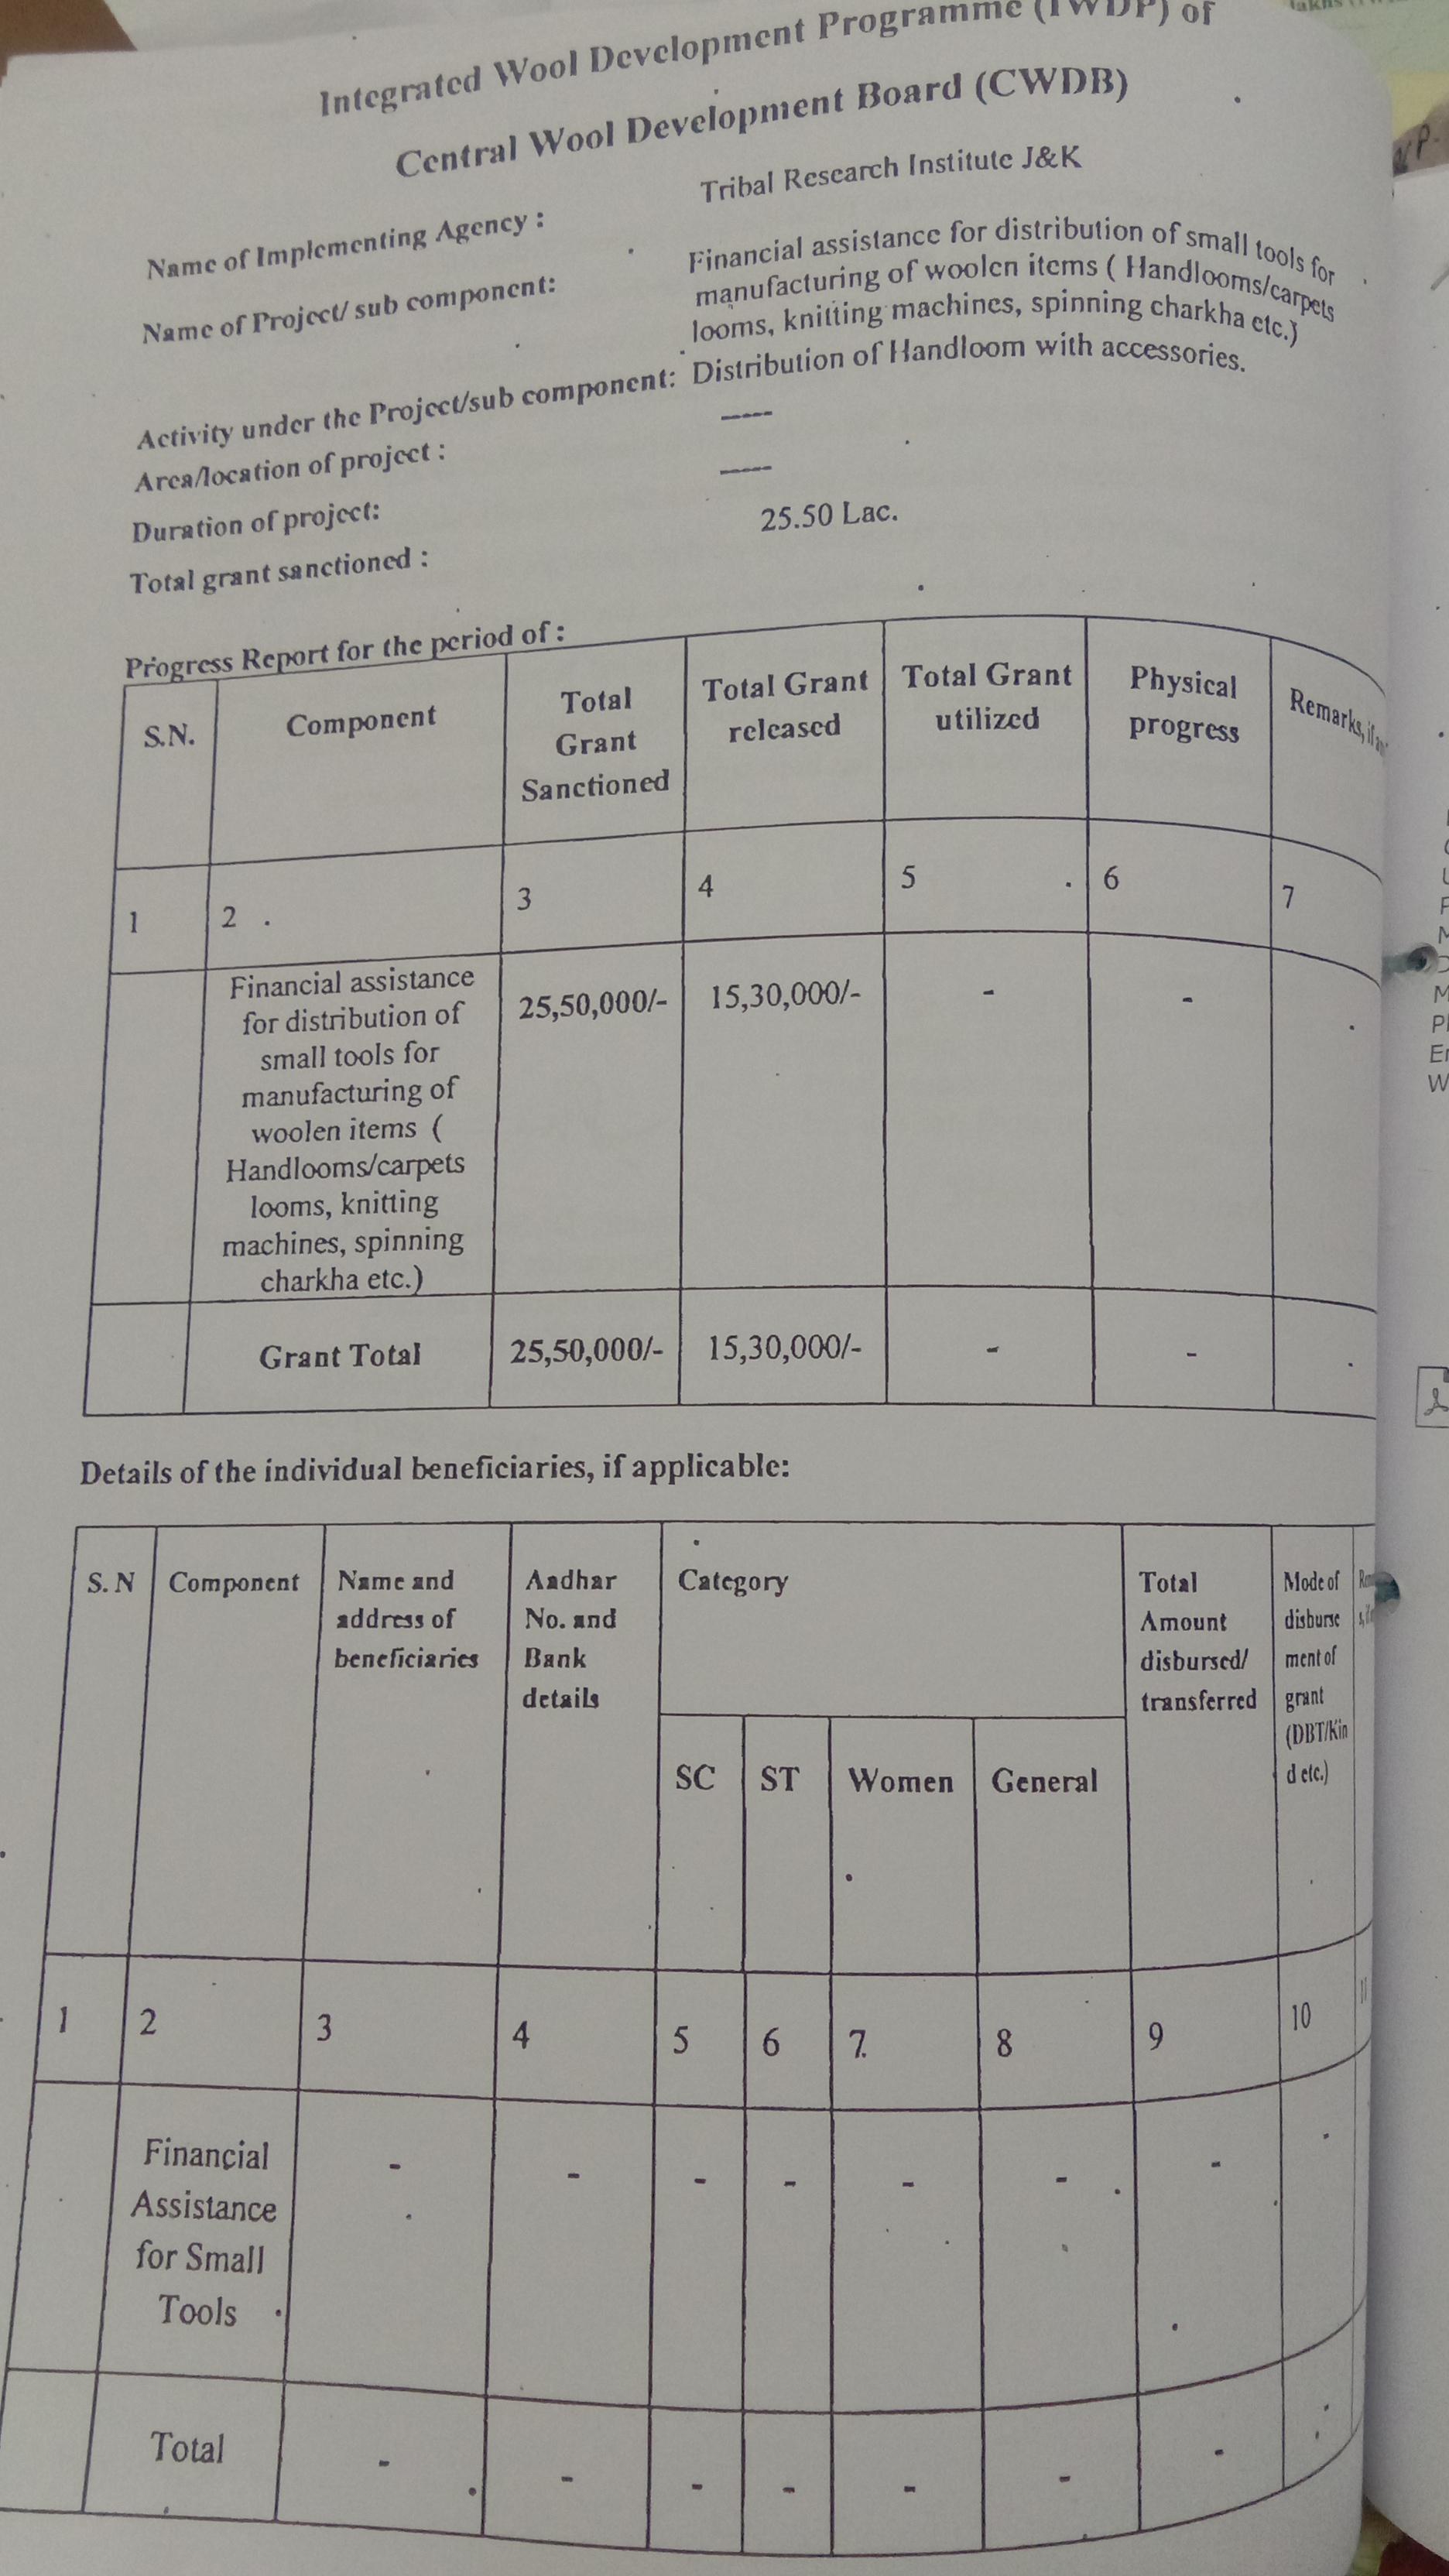 Integrated Wool Development Programme (IWDP) of
Central Wool Development Board (CWDB)
Name of Implementing Agency :
Tribal Research Institute J&K
Name of Project/ sub component:
Financial assistance for distribution of small tools for
manufacturing of woolen items ( Handlooms/carpets
looms, knitting machines, spinning charkha etc.)
Activity under the Project/sub component: Distribution of Handloom with accessories.
Area/location of project :
-----
Duration of project:
-----
Total grant sanctioned :
25.50 Lac.
Progress Report for the period of :
S.N.
Component
Total
Grant
Sanctioned
Total Grant
released
Total Grant
utilized
Physical
progress
Remarks, if
1
2
3
4
5
6
7
Financial assistance
for distribution of
small tools for
manufacturing of
woolen items (
Handlooms/carpets
looms, knitting
machines, spinning
charkha etc.)
25,50,000/-
15,30,000/-
-
-
Grant Total
25,50,000/-
15,30,000/-
-
-
Details of the individual beneficiaries, if applicable:
S. N
Component
Name and
address of
beneficiaries
Aadhar
No. and
Bank
details
Category
SC
ST
Women
General
Total
Amount
disbursed/
transferred
Mode of
disburse
ment of
grant
(DBT/Kin
d etc.)
1
2
3
4
5
6
7.
8
9
10
11
Financial
Assistance
for Small
Tools
-
-
-
-
-
-
-
-
Total
-
-
-
-
-
-
-